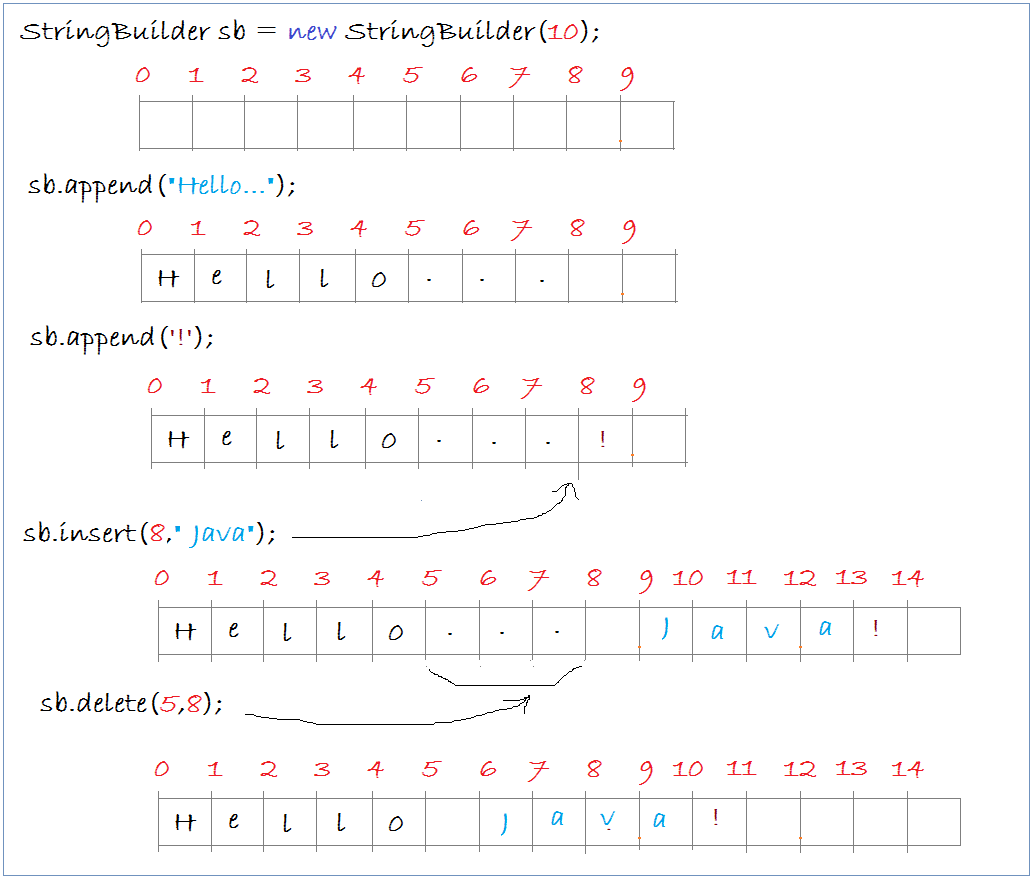 StringBuilder sb = new StringBuilder(10);
0 1 2 3 4 5 6 7 8 9
sb.append("Hello...");
0 1 2 3 4 5 6 7 8 9
H e l l o . . .
sb.append('!');
0 1 2 3 4 5 6 7 8 9
H e l l o . . . !
sb.insert(8," Java");
0 1 2 3 4 5 6 7 8 9 10 11 12 13 14
H e l l o . . . J a v a !
sb.delete(5,8);
0 1 2 3 4 5 6 7 8 9 10 11 12 13 14
H e l l o J a v a !